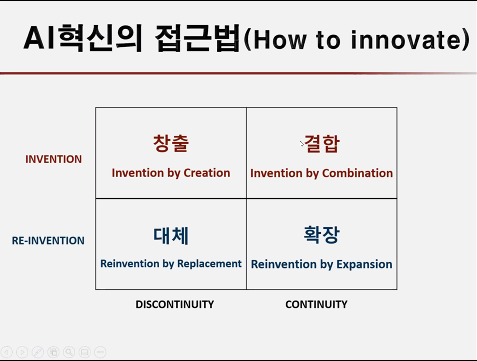 AI혁신의 접근법(How to innovate)
INVENTION
창출
Invention by Creation
결합
Invention by Combination
RE-INVENTION
대체
Reinvention by Replacement
확장
Reinvention by Expansion
DISCONTINUITY
CONTINUITY